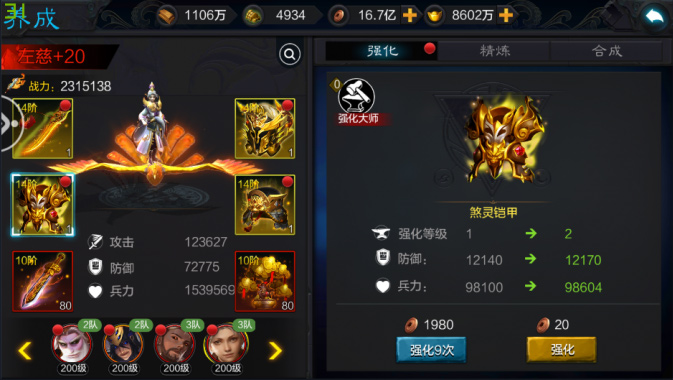 养成
1106万
4934
16.7亿
8602万
左慈+20
战力: 2315138
14阶
1
14阶
1
14阶
1
14阶
1
10阶
80
10阶
80
攻击 123627
防御 72775
兵力 1539569
2队
2队
3队
3队
200级
200级
200级
200级
强化
精炼
合成
0
强化大师
煞灵铠甲
强化等级 1 2
防御: 12140 12170
兵力: 98100 98604
1980
20
强化9次
强化